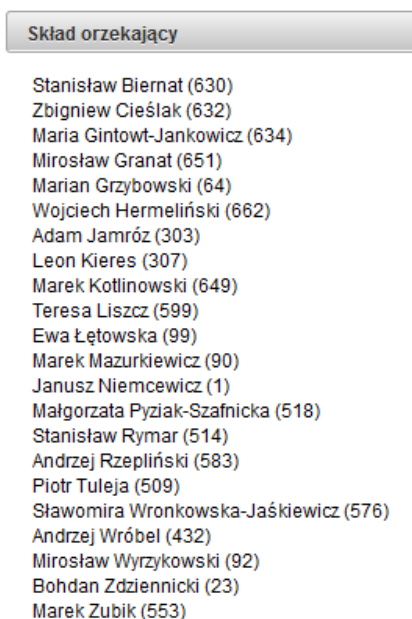 Skład orzekający
Stanisław Biernat (630)
Zbigniew Cieślak (632)
Maria Gintowt-Jankowicz (634)
Mirosław Granat (651)
Marian Grzybowski (64)
Wojciech Hermeliński (662)
Adam Jamróz (303)
Leon Kieres (307)
Marek Kotlinowski (649)
Teresa Liszcz (599)
Ewa Łętowska (99)
Marek Mazurkiewicz (90)
Janusz Niemcewicz (1)
Małgorzata Pyziak-Szafnicka (518)
Stanisław Rymar (514)
Andrzej Rzepliński (583)
Piotr Tuleja (509)
Sławomira Wronkowska-Jaśkiewicz (576)
Andrzej Wróbel (432)
Mirosław Wyrzykowski (92)
Bohdan Zdziennicki (23)
Marek Zubik (553)